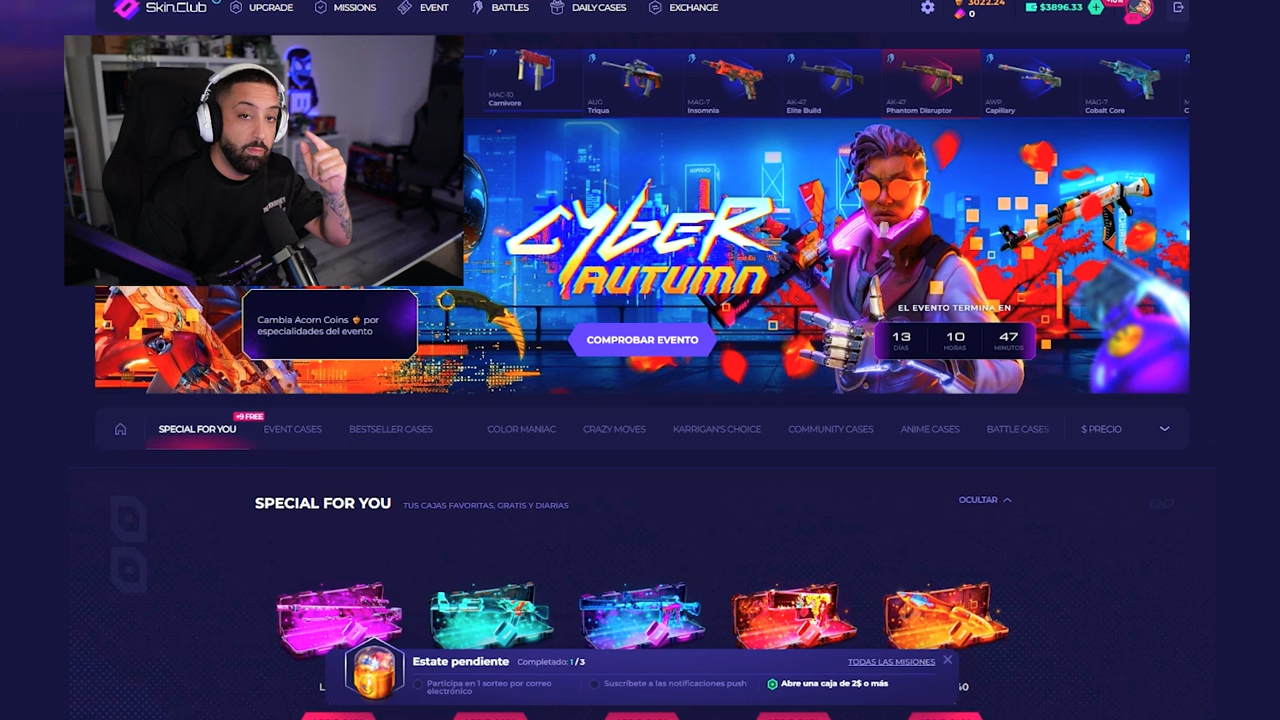 Skin.Club
UPGRADE
MISSIONS
EVENT
BATTLES
DAILY CASES
EXCHANGE
3022.24
0
$3896.33
MAC-10
Carnivore
AUG
Triqua
MAG-7
Insomnia
AK-47
Elite Build
AK-47
Phantom Disruptor
AWP
Capillary
MAG-7
Cobalt Core
CYBER
AUTUMN
Cambia Acorn Coins por
especialidades del evento
COMPROBAR EVENTO
EL EVENTO TERMINA EN
13 10 47
DÍAS HORAS MINUTOS
+9 FREE
SPECIAL FOR YOU
EVENT CASES
BESTSELLER CASES
COLOR MANIAC
CRAZY MOVES
KARRIGAN'S CHOICE
COMMUNITY CASES
ANIME CASES
BATTLE CASES
$ PRECIO
SPECIAL FOR YOU
TUS CAJAS FAVORITAS, GRATIS Y DIARIAS
OCULTAR
Estate pendiente
Completado: 1 / 3
TODAS LAS MISIONES
Participa en 1 sorteo por correo
electrónico
Suscríbete a las notificaciones push
Abre una caja de 2$ o más